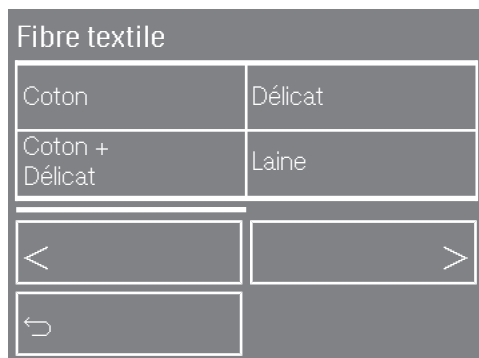 Fibre textile
Coton
Délicat
Coton +
Délicat
Laine
<
>